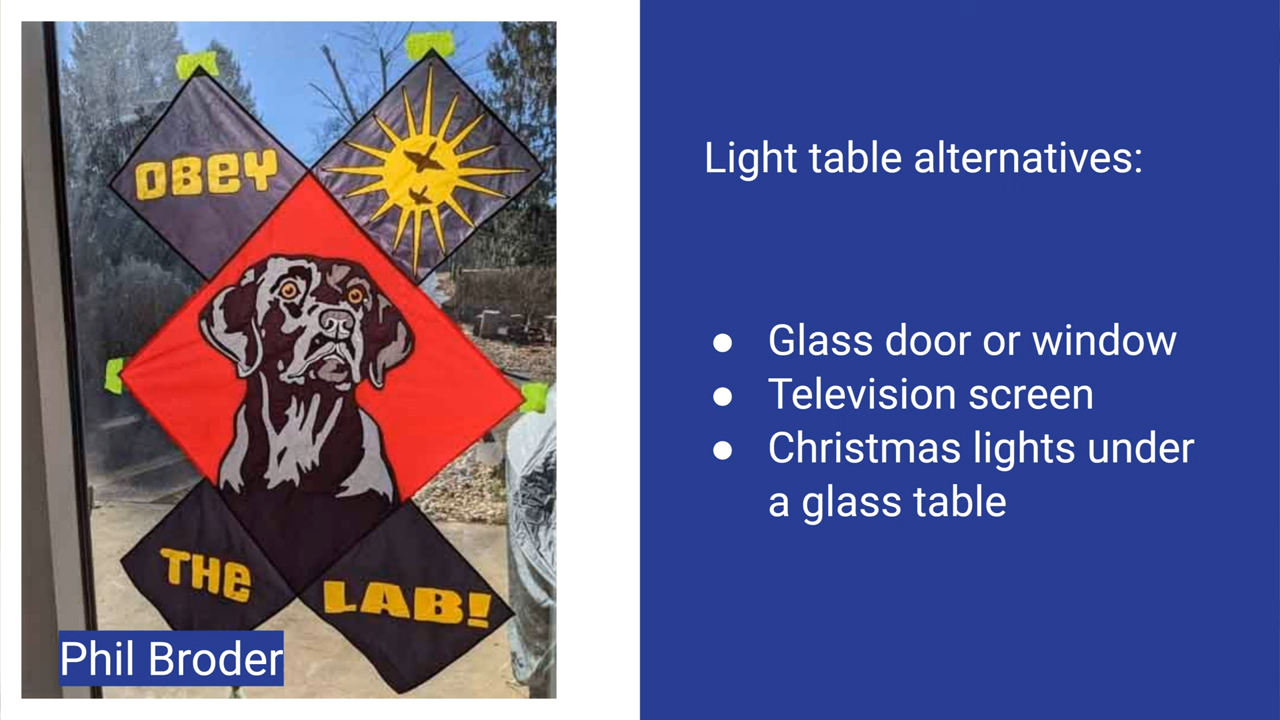 OBEY
THE
LAB!
Phil Broder
Light table alternatives:
● Glass door or window
● Television screen
● Christmas lights under
a glass table